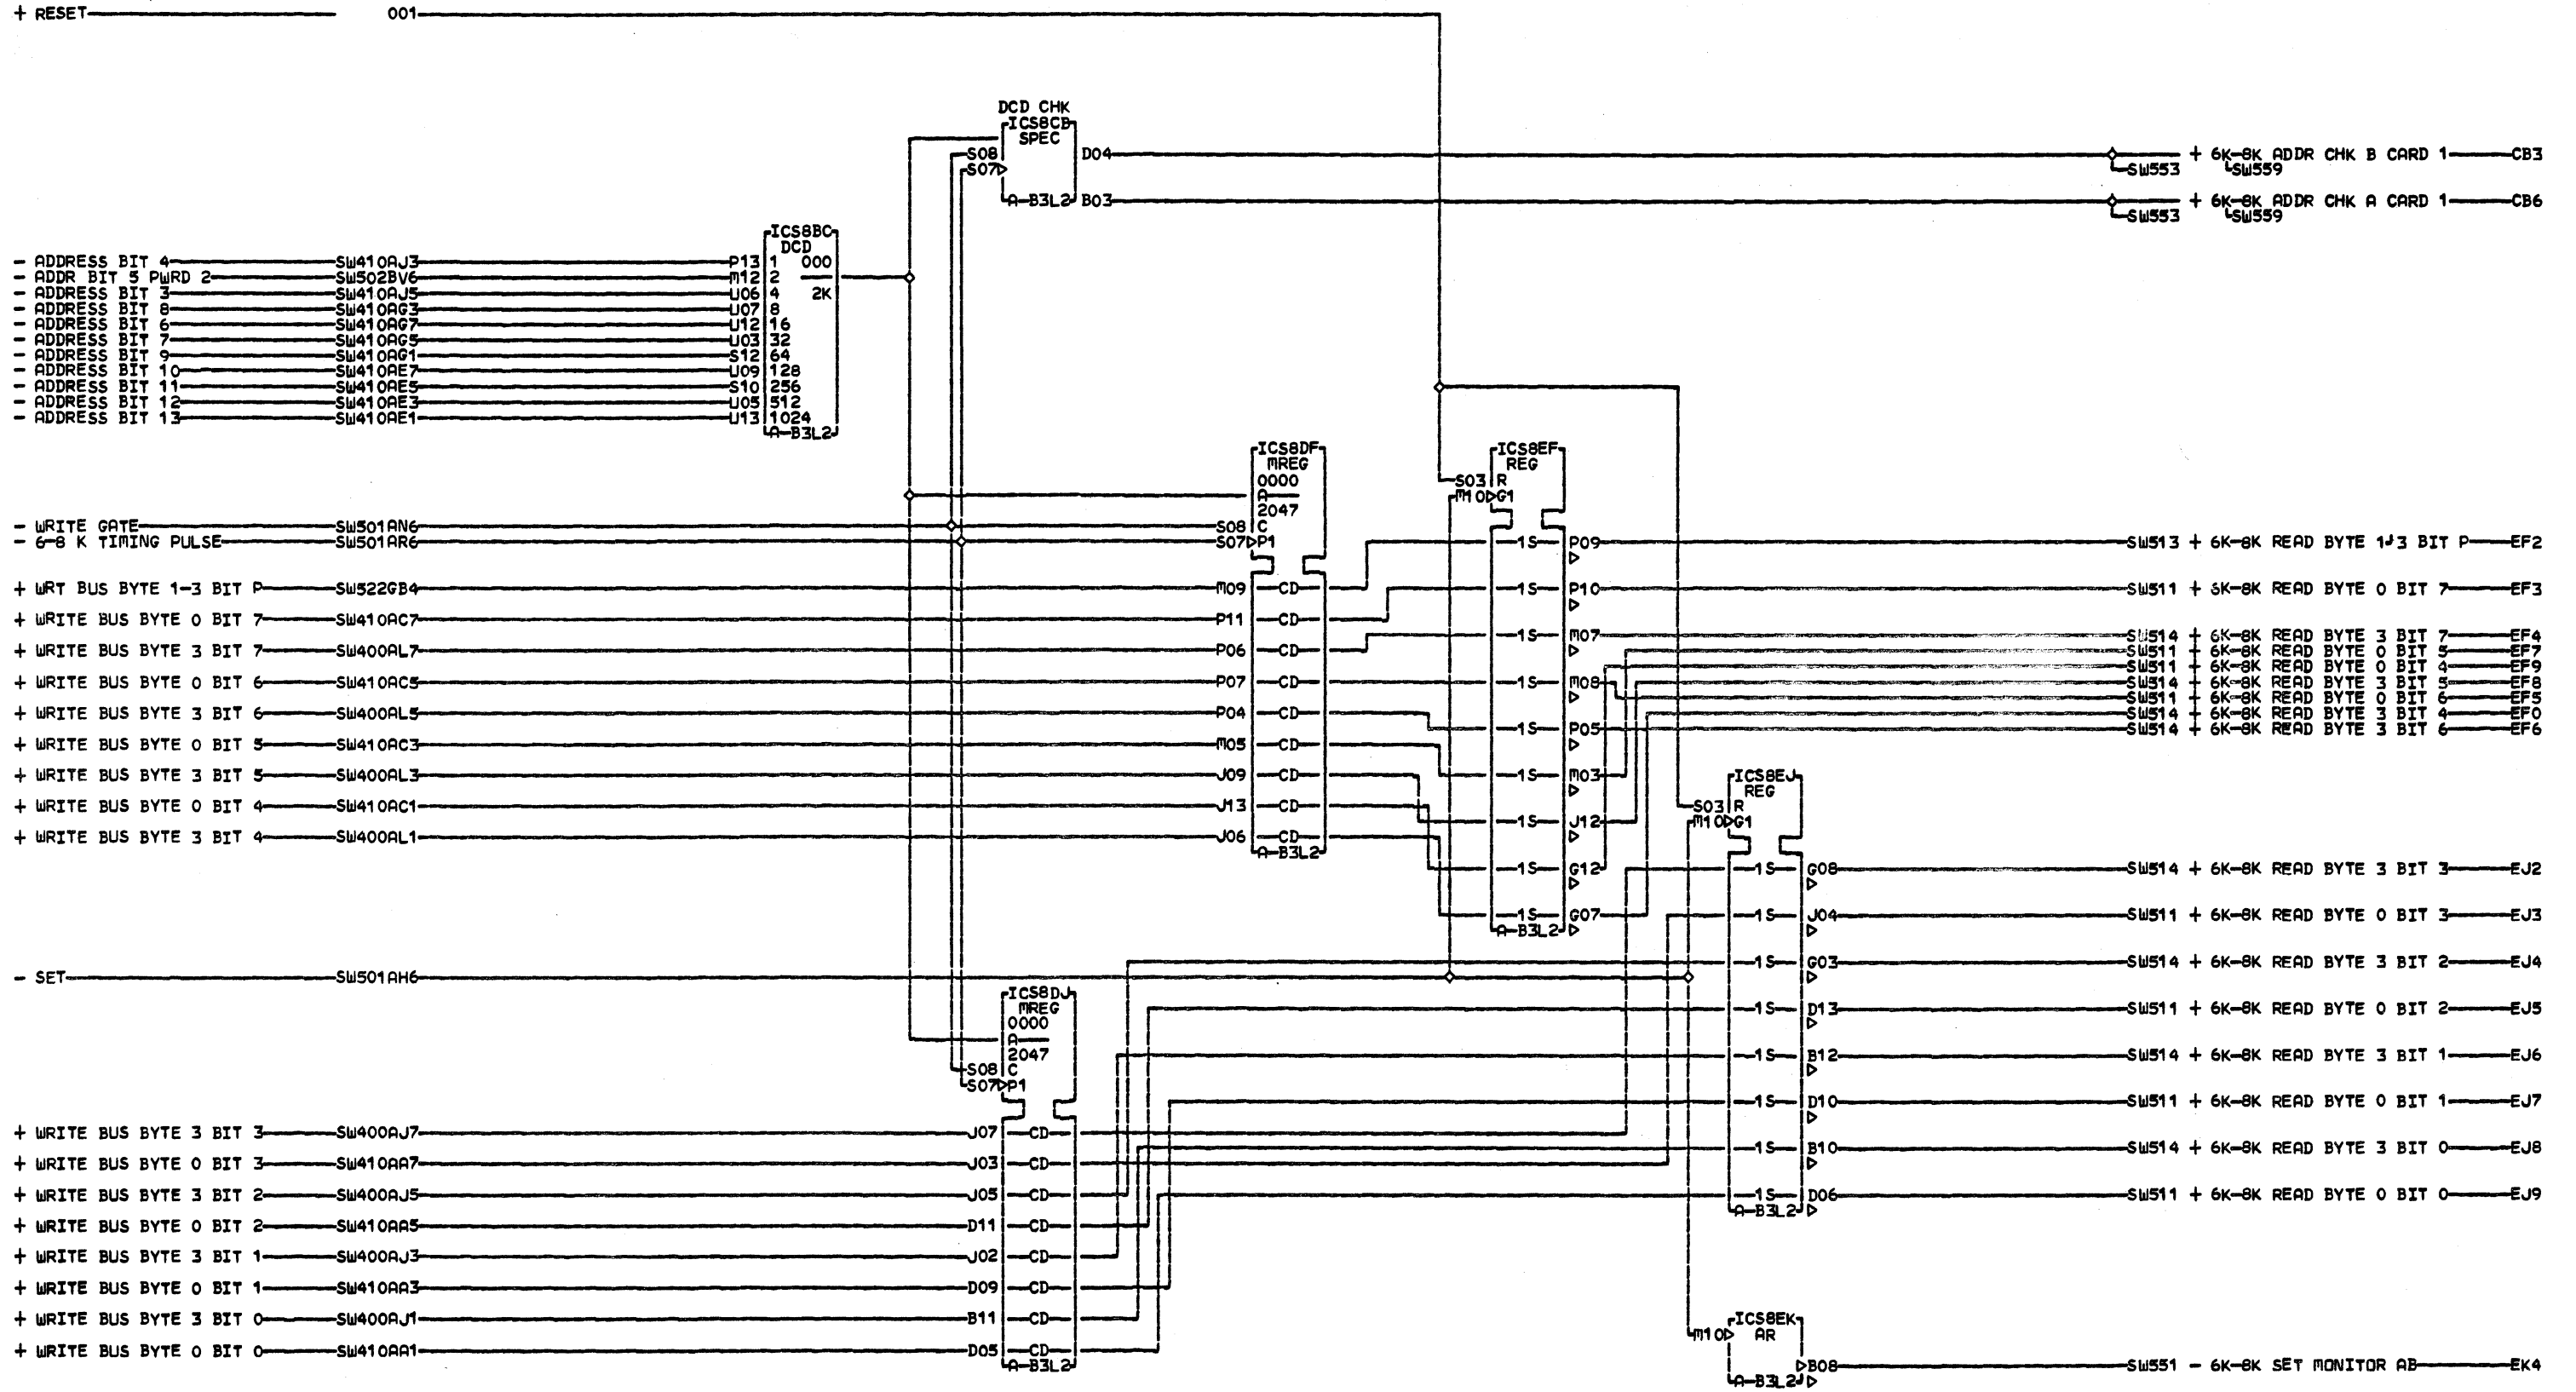 + RESET 001
DCD CHK
ICS8CB
SPEC
S08 D04 + 6K-8K ADDR CHK B CARD 1 CB3
S07 SW553 SW559
A-B3L2 B03 + 6K-8K ADDR CHK A CARD 1 CB6
SW553 SW559
ICS8BC
DCD
- ADDRESS BIT 4 SW410AJ3 P13 1 000
- ADDR BIT 5 PWRD 2 SW502BV6 M12 2
- ADDRESS BIT 3 SW410AJ5 U06 4 2K
- ADDRESS BIT 8 SW410AG3 U07 8
- ADDRESS BIT 6 SW410AG7 U12 16
- ADDRESS BIT 7 SW410AG5 U03 32
- ADDRESS BIT 9 SW410AG1 S12 64
- ADDRESS BIT 10 SW410AE7 U09 128
- ADDRESS BIT 11 SW410AE5 S10 256
- ADDRESS BIT 12 SW410AE3 U05 512
- ADDRESS BIT 13 SW410AE1 U13 1024
A-B3L2
ICS8DF ICS8EF
MREG REG
0000 S03 R
A M10 G1
2047
- WRITE GATE SW501AN6 S08 C
- 6-8 K TIMING PULSE SW501AR6 S07 P1 1S P09 SW513 + 6K-8K READ BYTE 1-3 BIT P EF2
+ WRT BUS BYTE 1-3 BIT P SW522GB4 M09 CD 1S P10 SW511 + 6K-8K READ BYTE 0 BIT 7 EF3
+ WRITE BUS BYTE 0 BIT 7 SW410AC7 P11 CD
1S M07 SW514 + 6K-8K READ BYTE 3 BIT 7 EF4
+ WRITE BUS BYTE 3 BIT 7 SW400AL7 P06 CD SW511 + 6K-8K READ BYTE 0 BIT 5 EF7
SW511 + 6K-8K READ BYTE 0 BIT 4 EF9
+ WRITE BUS BYTE 0 BIT 6 SW410AC5 P07 CD 1S M08 SW514 + 6K-8K READ BYTE 3 BIT 5 EF8
SW511 + 6K-8K READ BYTE 0 BIT 6 EF5
+ WRITE BUS BYTE 3 BIT 6 SW400AL5 P04 CD SW514 + 6K-8K READ BYTE 3 BIT 4 EF0
1S P05 SW514 + 6K-8K READ BYTE 3 BIT 6 EF6
+ WRITE BUS BYTE 0 BIT 5 SW410AC3 M05 CD
+ WRITE BUS BYTE 3 BIT 5 SW400AL3 J09 CD 1S M03 ICS8EJ
REG
+ WRITE BUS BYTE 0 BIT 4 SW410AC1 J13 CD S03 R
1S J12 M10 G1
+ WRITE BUS BYTE 3 BIT 4 SW400AL1 J06 CD
A-B3L2
1S G12 1S G08 SW514 + 6K-8K READ BYTE 3 BIT 3 EJ2
1S G07 1S J04 SW511 + 6K-8K READ BYTE 0 BIT 3 EJ3
A-B3L2
1S G03 SW514 + 6K-8K READ BYTE 3 BIT 2 EJ4
- SET SW501AH6
ICS8DJ
MREG 1S D13 SW511 + 6K-8K READ BYTE 0 BIT 2 EJ5
0000
A
2047 1S B12 SW514 + 6K-8K READ BYTE 3 BIT 1 EJ6
S08 C
S07 P1
1S D10 SW511 + 6K-8K READ BYTE 0 BIT 1 EJ7
+ WRITE BUS BYTE 3 BIT 3 SW400AJ7 J07 CD
1S B10 SW514 + 6K-8K READ BYTE 3 BIT 0 EJ8
+ WRITE BUS BYTE 0 BIT 3 SW410AA7 J03 CD
+ WRITE BUS BYTE 3 BIT 2 SW400AJ5 J05 CD 1S D06 SW511 + 6K-8K READ BYTE 0 BIT 0 EJ9
A-B3L2
+ WRITE BUS BYTE 0 BIT 2 SW410AA5 D11 CD
+ WRITE BUS BYTE 3 BIT 1 SW400AJ3 J02 CD
+ WRITE BUS BYTE 0 BIT 1 SW410AA3 D09 CD
+ WRITE BUS BYTE 3 BIT 0 SW400AJ1 B11 CD ICS8EK
M10 AR
+ WRITE BUS BYTE 0 BIT 0 SW410AA1 D05 CD
A-B3L2 B08 SW551 - 6K-8K SET MONITOR AB EK4
A-B3L2